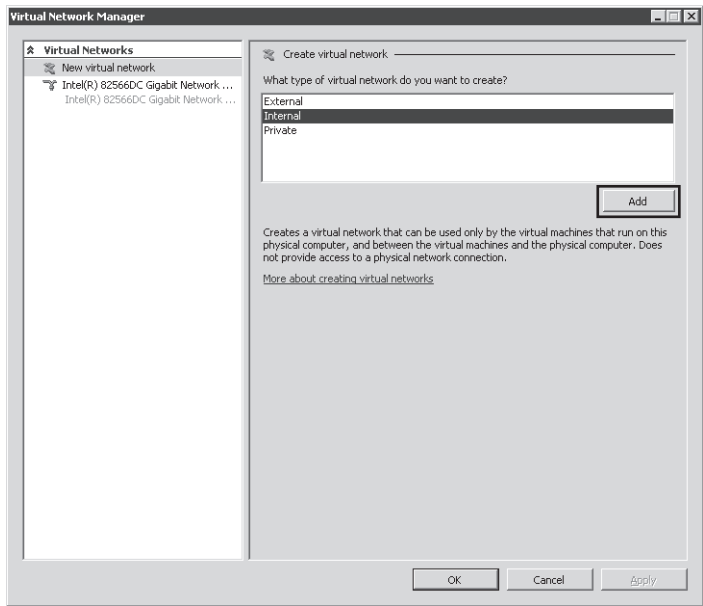 Virtual Network Manager
Virtual Networks
New virtual network
Intel(R) 82566DC Gigabit Network ...
Intel(R) 82566DC Gigabit Network ...
Create virtual network
What type of virtual network do you want to create?
External
Internal
Private
Add
Creates a virtual network that can be used only by the virtual machines that run on this
physical computer, and between the virtual machines and the physical computer. Does
not provide access to a physical network connection.
More about creating virtual networks
OK
Cancel
Apply